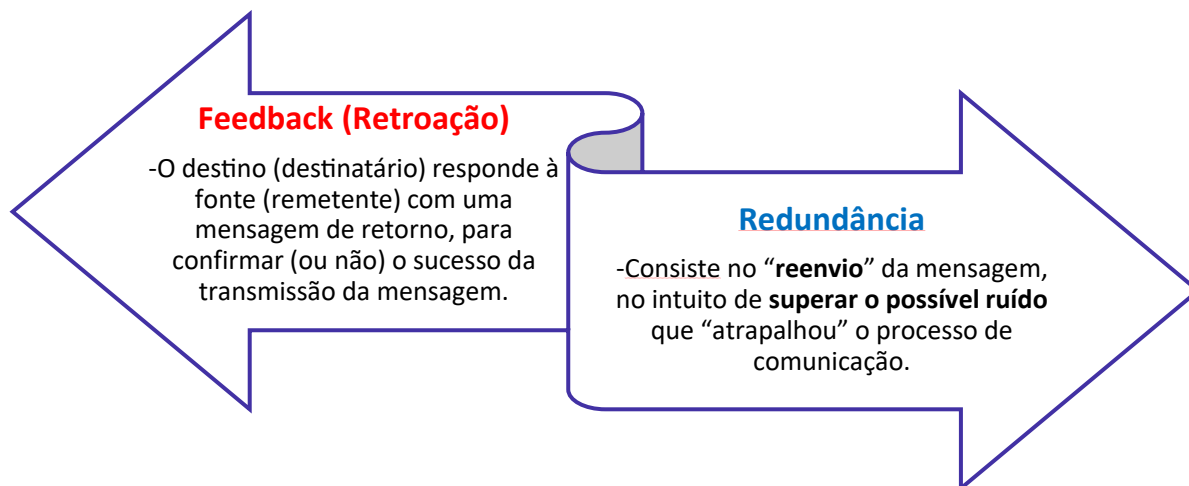 Feedback (Retroação)
-O destino (destinatário) responde à
fonte (remetente) com uma
mensagem de retorno, para
confirmar (ou não) o sucesso da
transmissão da mensagem.
Redundância
-Consiste no “reenvio” da mensagem,
no intuito de superar o possível ruído
que “atrapalhou” o processo de
comunicação.